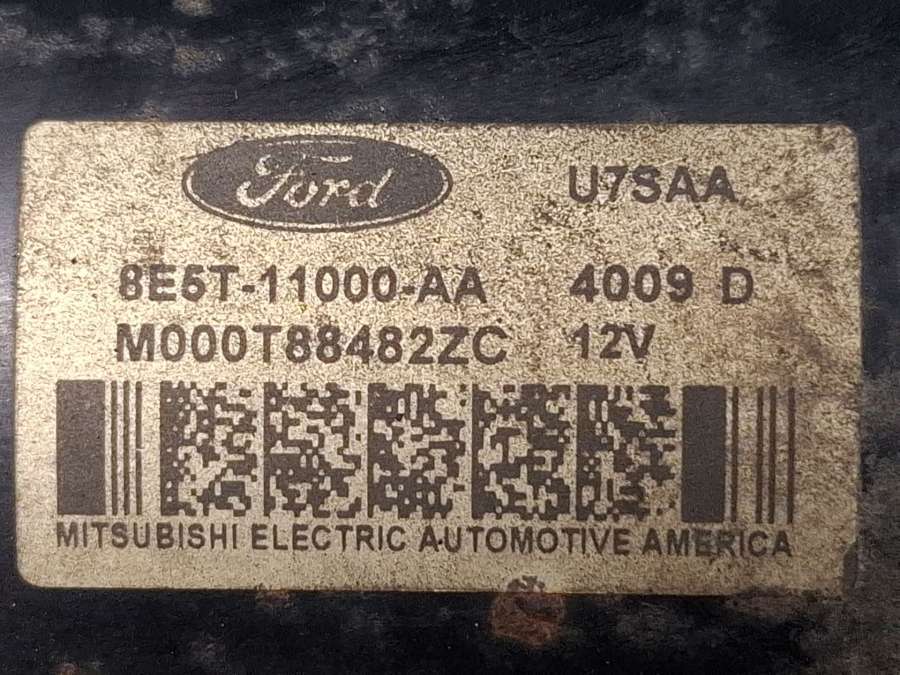 Ford U7SAA
8E5T-11000-AA 4009 D
M000T88482ZC 12V
MITSUBISHI ELECTRIC AUTOMOTIVE AMERICA